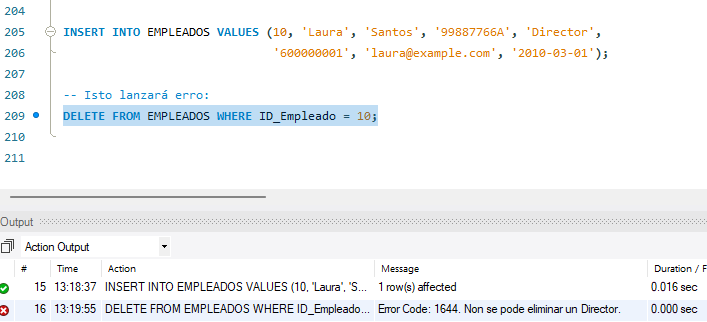 204
205 INSERT INTO EMPLEADOS VALUES (10, 'Laura', 'Santos', '99887766A', 'Director',
206 '600000001', 'laura@example.com', '2010-03-01');
207
208 -- Isto lanzará erro:
209 DELETE FROM EMPLEADOS WHERE ID_Empleado = 10;
210
211
Output
Action Output
# Time Action Message Duration / F
15 13:18:37 INSERT INTO EMPLEADOS VALUES (10, 'Laura', 'S... 1 row(s) affected 0.016 sec
16 13:19:55 DELETE FROM EMPLEADOS WHERE ID_Empleado... Error Code: 1644. Non se pode eliminar un Director. 0.000 sec